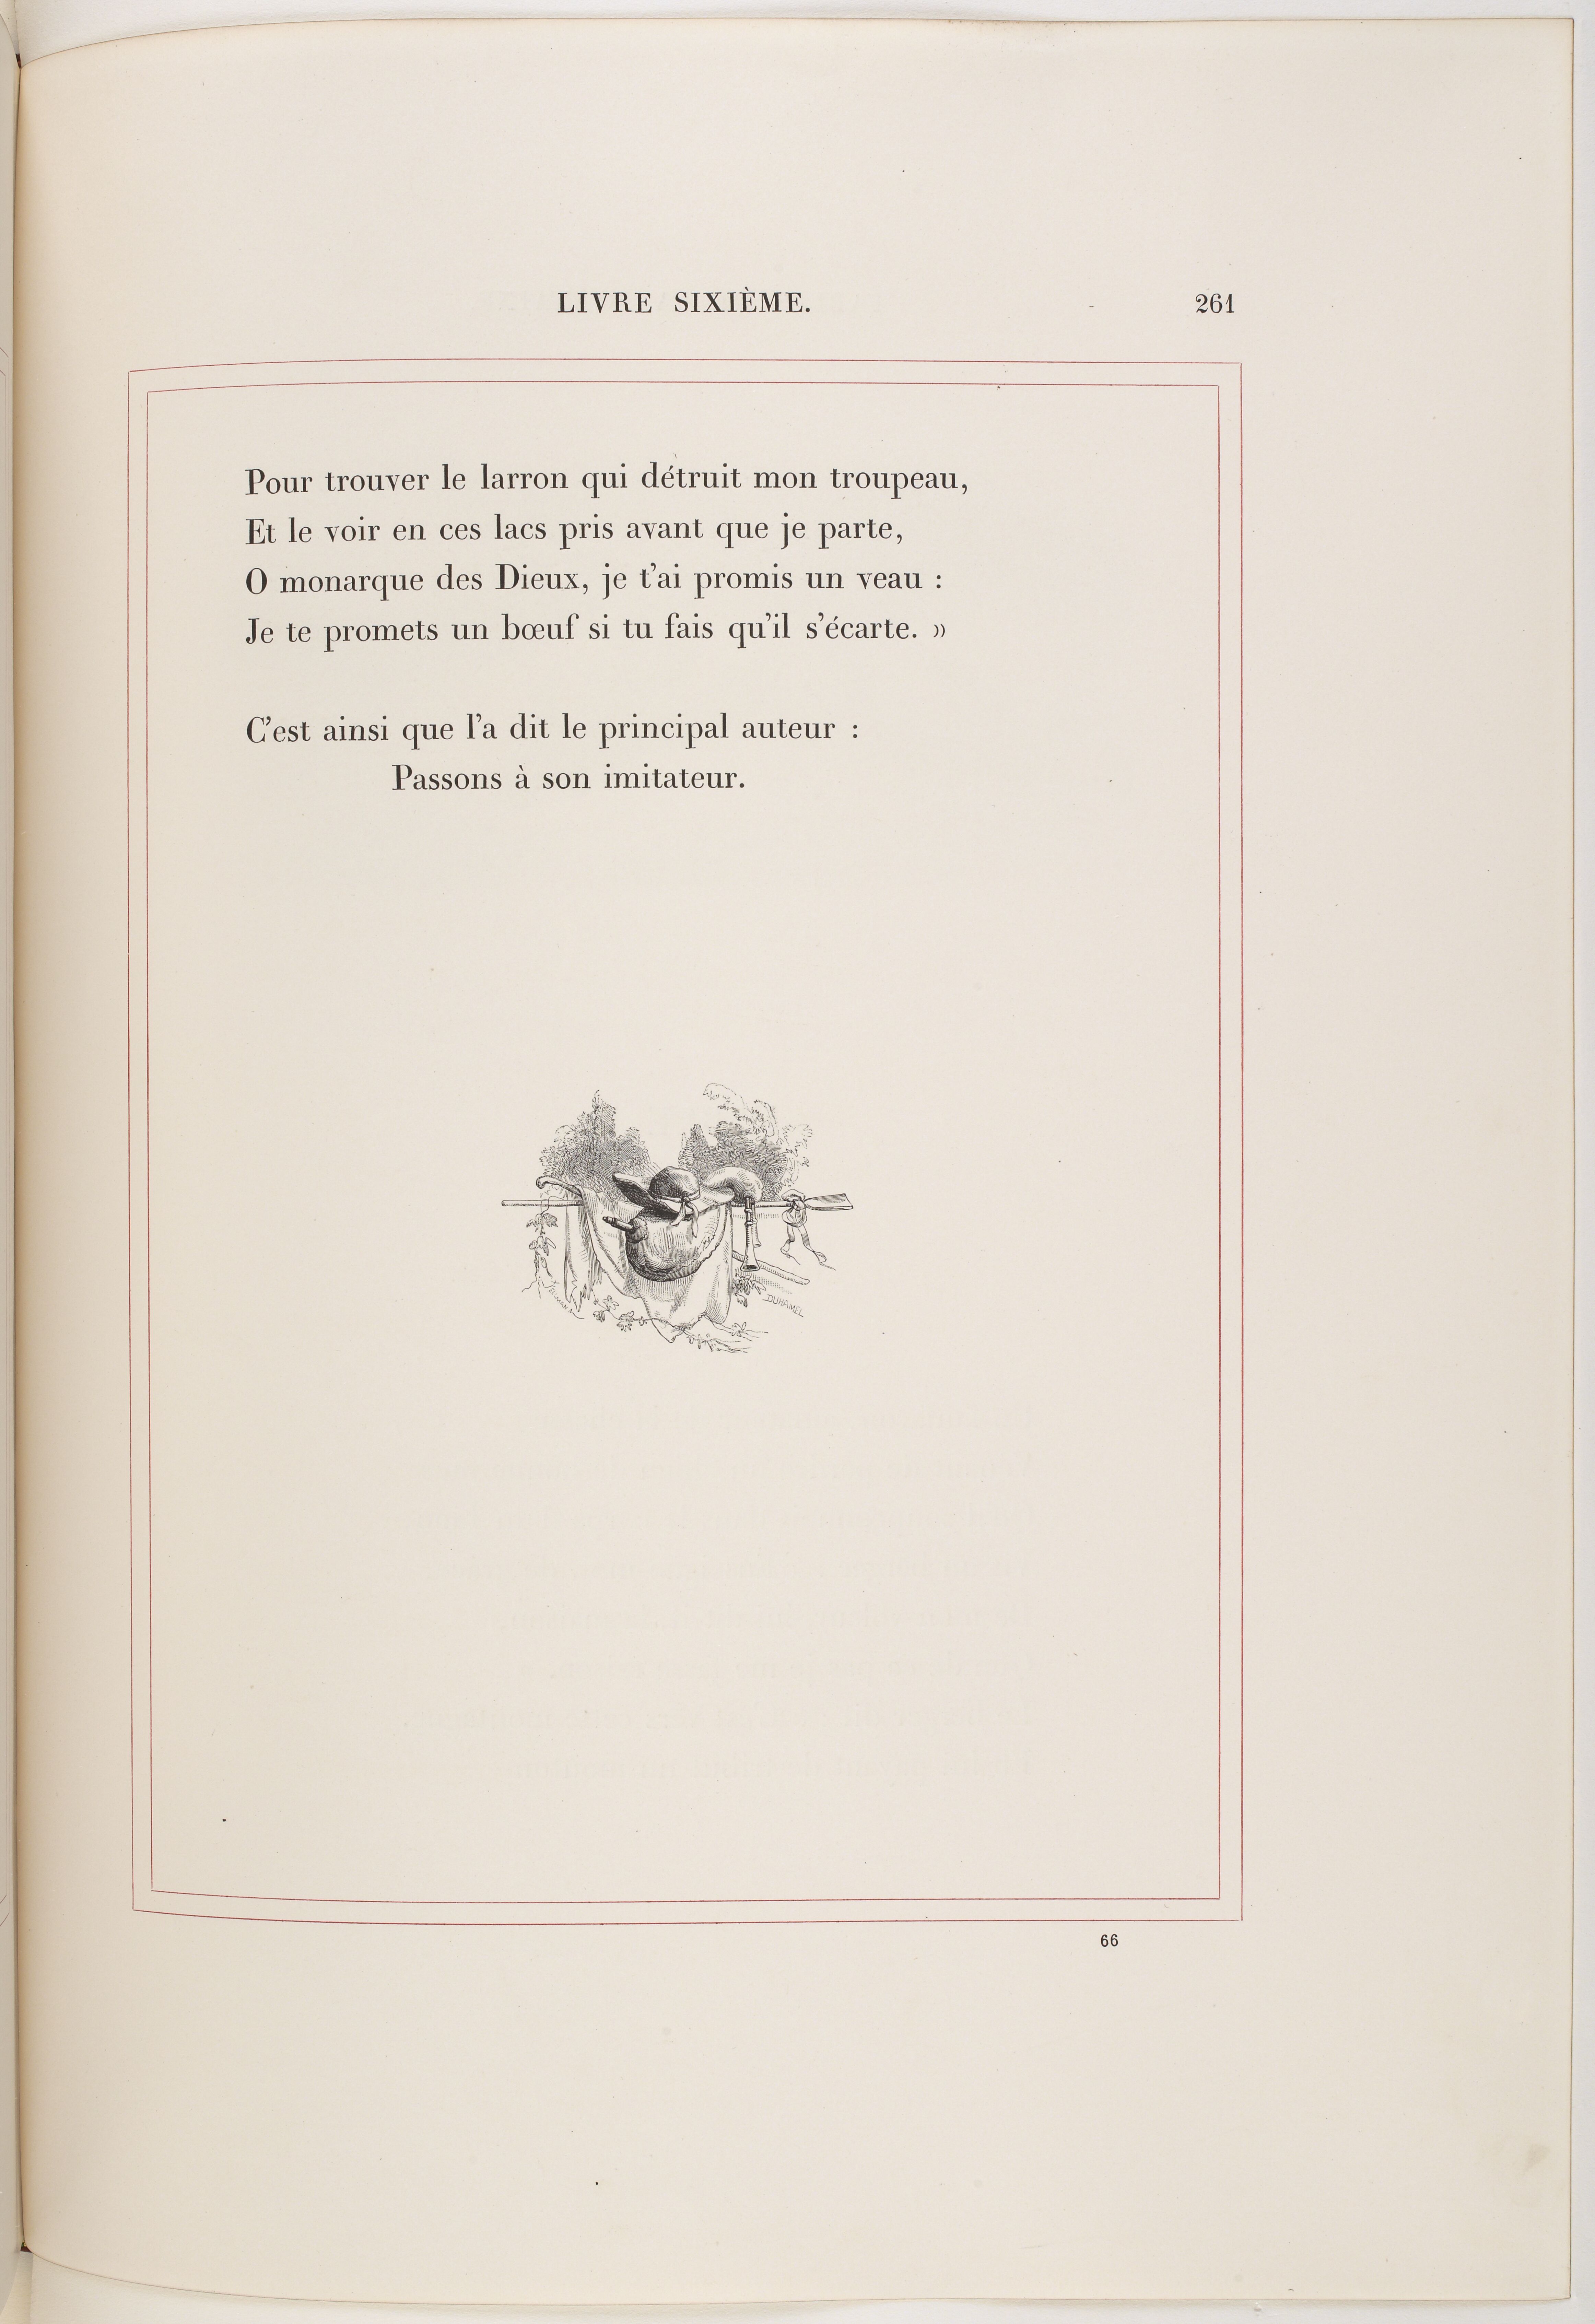 LIVRE SIXIÈME. 261
Pour trouver le larron qui détruit mon troupeau,
Et le voir en ces lacs pris avant que je parte,
O monarque des Dieux, je t'ai promis un veau :
Je te promets un bœuf si tu fais qu'il s'écarte. »
C'est ainsi que l'a dit le principal auteur :
Passons à son imitateur.
DUHAMEL
66